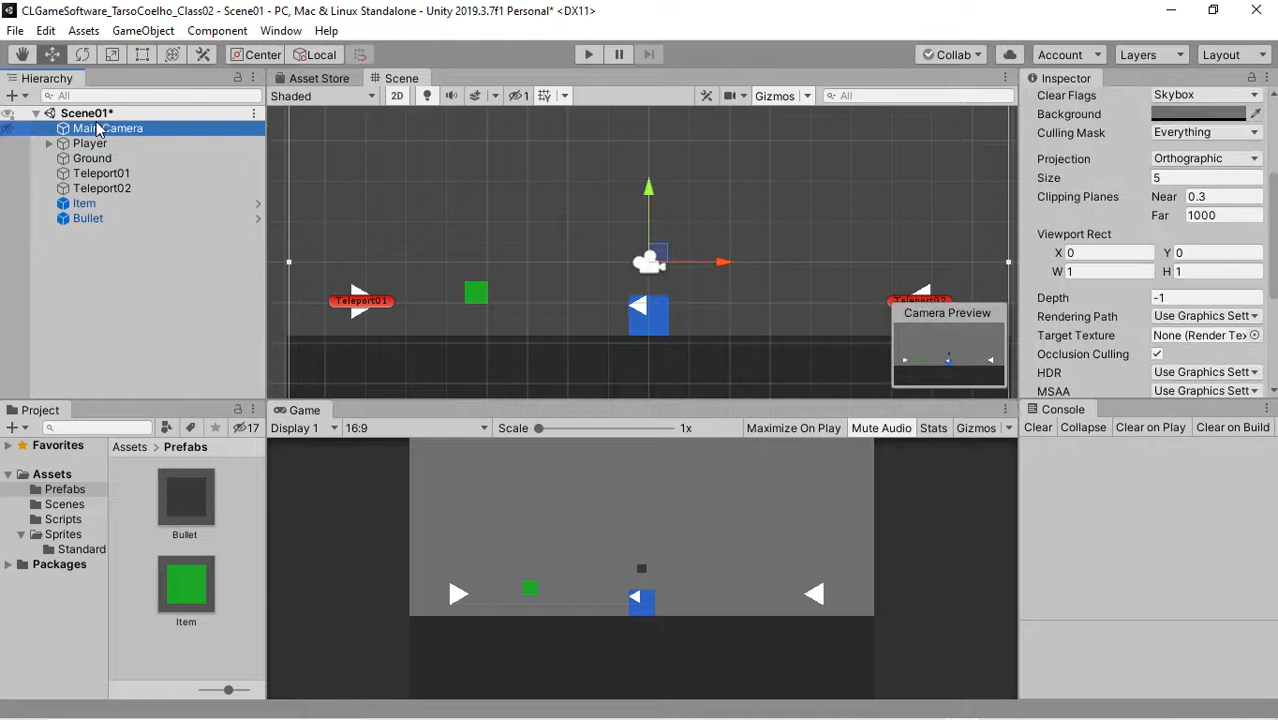 CLGameSoftware_TarsoCoelho_Class02 - Scene01 - PC, Mac & Linux Standalone - Unity 2019.3.7f1 Personal* <DX11>
File Edit Assets GameObject Component Window Help
Center Local Collab Account Layers Layout
Hierarchy Asset Store Scene Inspector
All Shaded 2D 1 Gizmos All Clear Flags Skybox
Scene01*
Background
Main Camera
Culling Mask Everything
Player
Ground
Projection Orthographic
Teleport01
Size 5
Teleport02
Clipping Planes Near 0.3
Item
Far 1000
Bullet
Viewport Rect
X 0 Y 0
W 1 H 1
Teleport01
Depth -1
Camera Preview
Rendering Path Use Graphics Sett
Target Texture None (Render Tex
Occlusion Culling
HDR Use Graphics Sett
MSAA Use Graphics Sett
Project Game Console
17 Display 1 16:9 Scale 1x Maximize On Play Mute Audio Stats Gizmos Clear Collapse Clear on Play Clear on Build
Favorites Assets Prefabs
Assets
Prefabs
Scenes
Scripts
Sprites
Bullet
Standard
Packages
Item